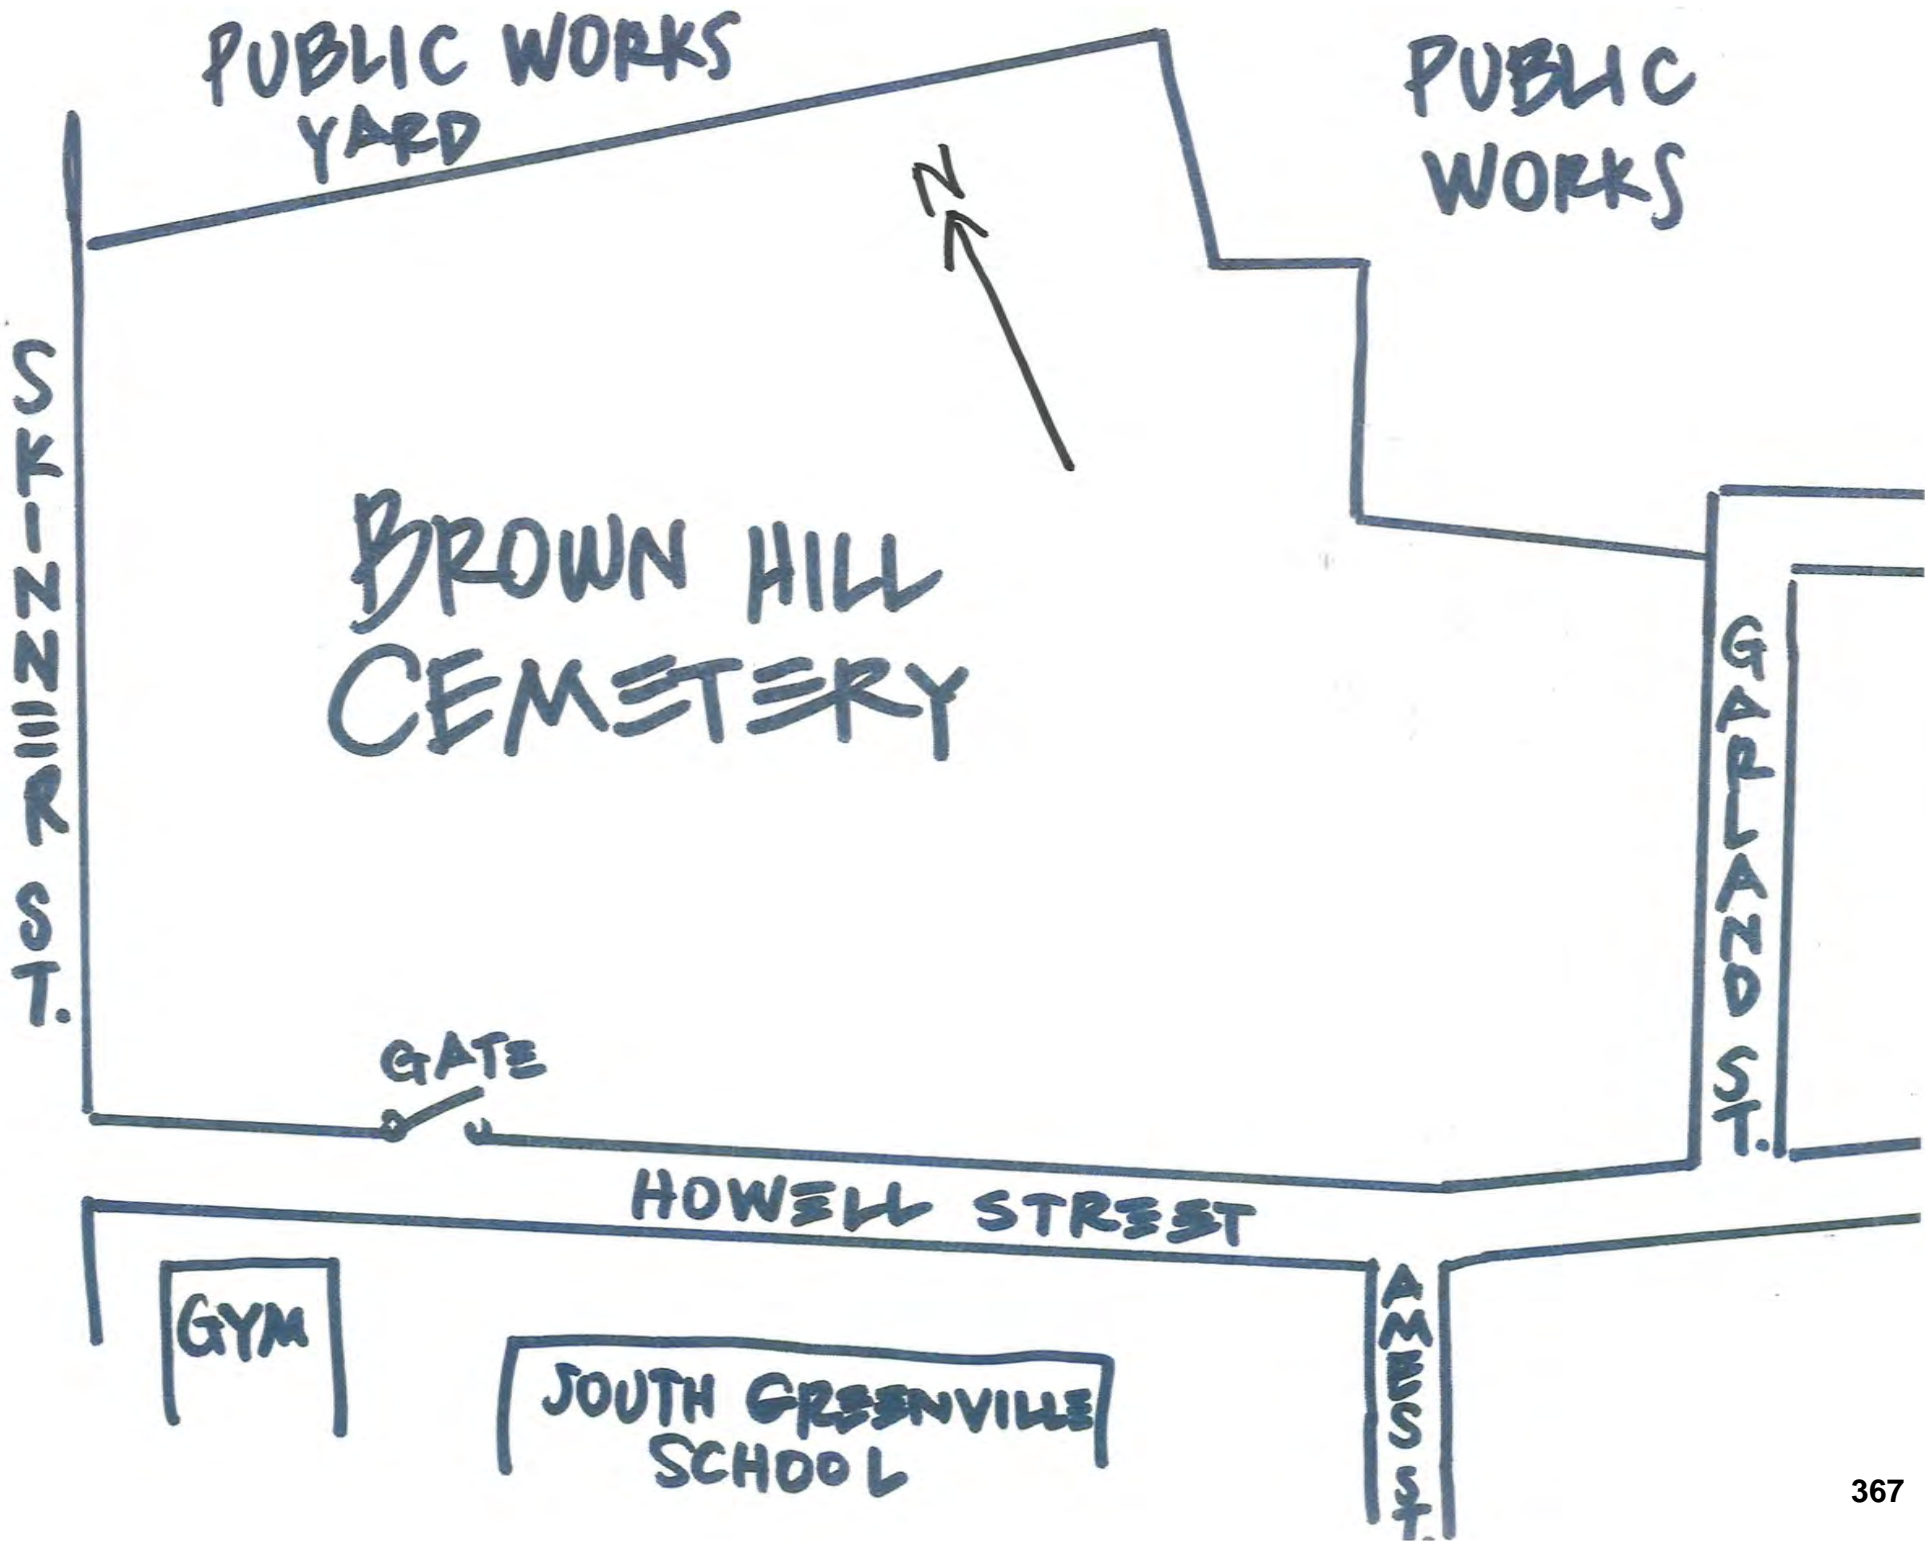 PUBLIC WORKS
YARD
PUBLIC
WORKS
N
SKINNER ST.
BROWN HILL
CEMETERY
GARLAND ST.
GATE
HOWELL STREET
GYM
SOUTH GREENVILLE
SCHOOL
AMES ST.
367